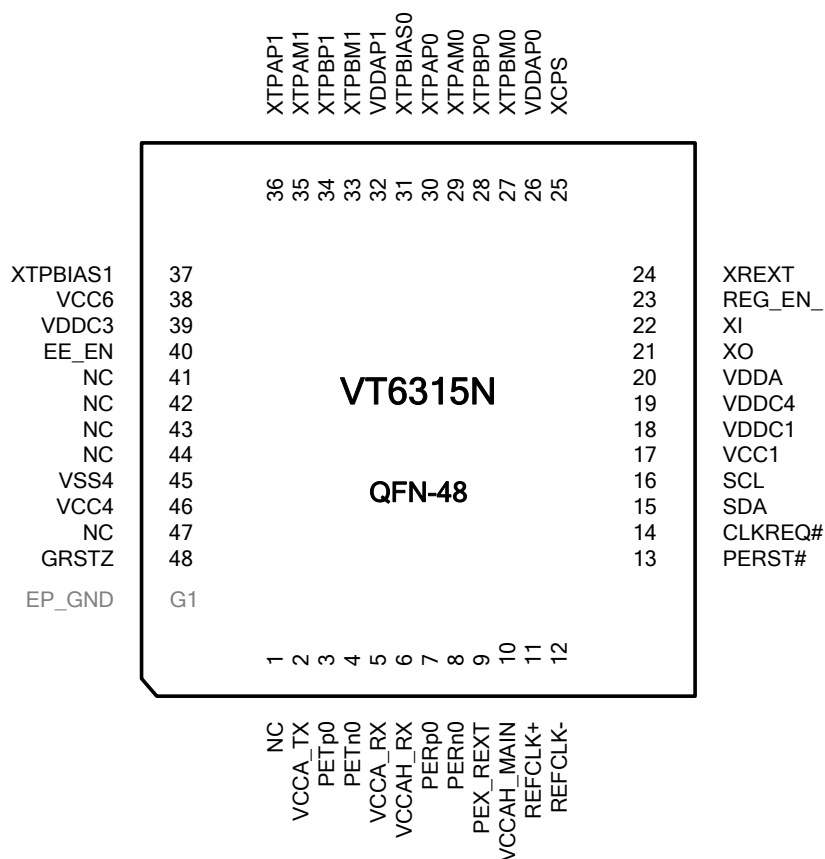 XTPAP1
XTPAM1
XTPBP1
XTPBM1
VDDAP1
XTPBIAS0
XTPAP0
XTPAM0
XTPBP0
XTPBM0
VDDAP0
XCPS
36
35
34
33
32
31
30
29
28
27
26
25
XTPBIAS1 37
VCC6 38
VDDC3 39
EE_EN 40
NC 41
NC 42
NC 43
NC 44
VSS4 45
VCC4 46
NC 47
GRSTZ 48
EP_GND G1
VT6315N
QFN-48
24 XREXT
23 REG_EN_
22 XI
21 XO
20 VDDA
19 VDDC4
18 VDDC1
17 VCC1
16 SCL
15 SDA
14 CLKREQ#
13 PERST#
1
2
3
4
5
6
7
8
9
10
11
12
NC
VCCA_TX
PETp0
PETn0
VCCA_RX
VCCAH_RX
PERp0
PERn0
PEX_REXT
VCCAH_MAIN
REFCLK+
REFCLK-